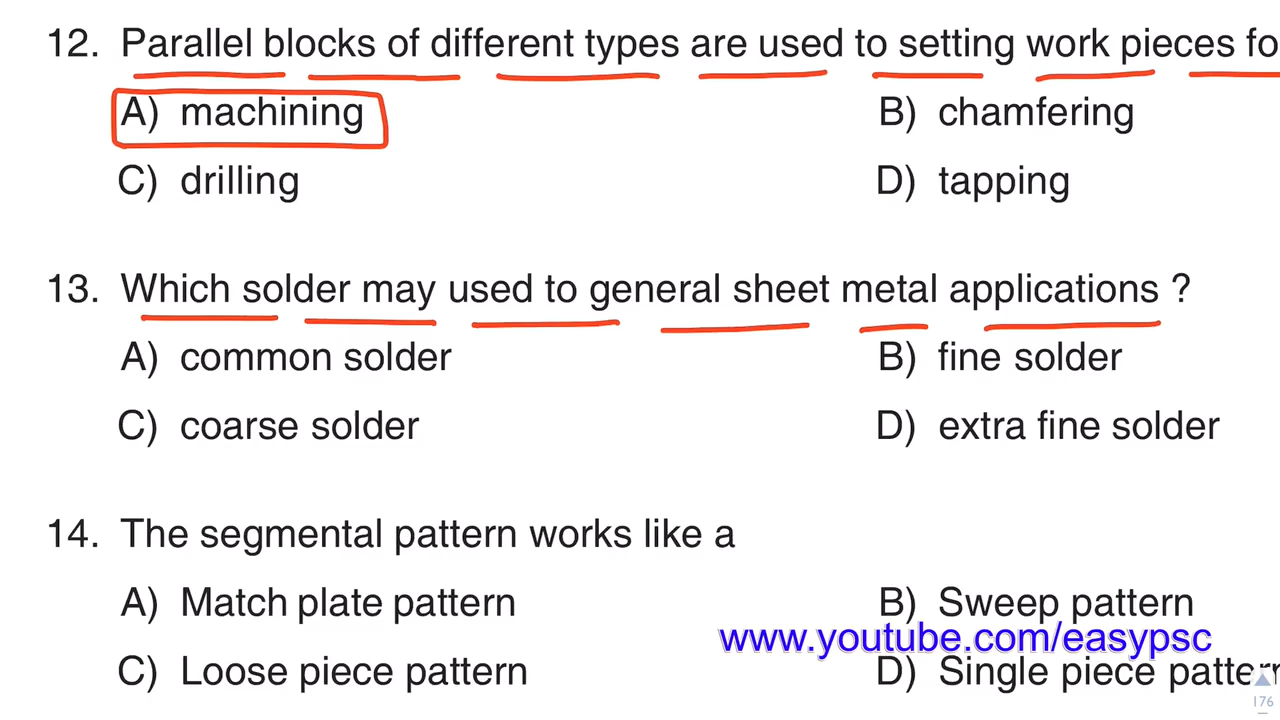 12. Parallel blocks of different types are used to setting work pieces fo
A) machining B) chamfering
C) drilling D) tapping
13. Which solder may used to general sheet metal applications ?
A) common solder B) fine solder
C) coarse solder D) extra fine solder
14. The segmental pattern works like a
A) Match plate pattern B) Sweep pattern
www.youtube.com/easypsc
C) Loose piece pattern D) Single piece pattern
176